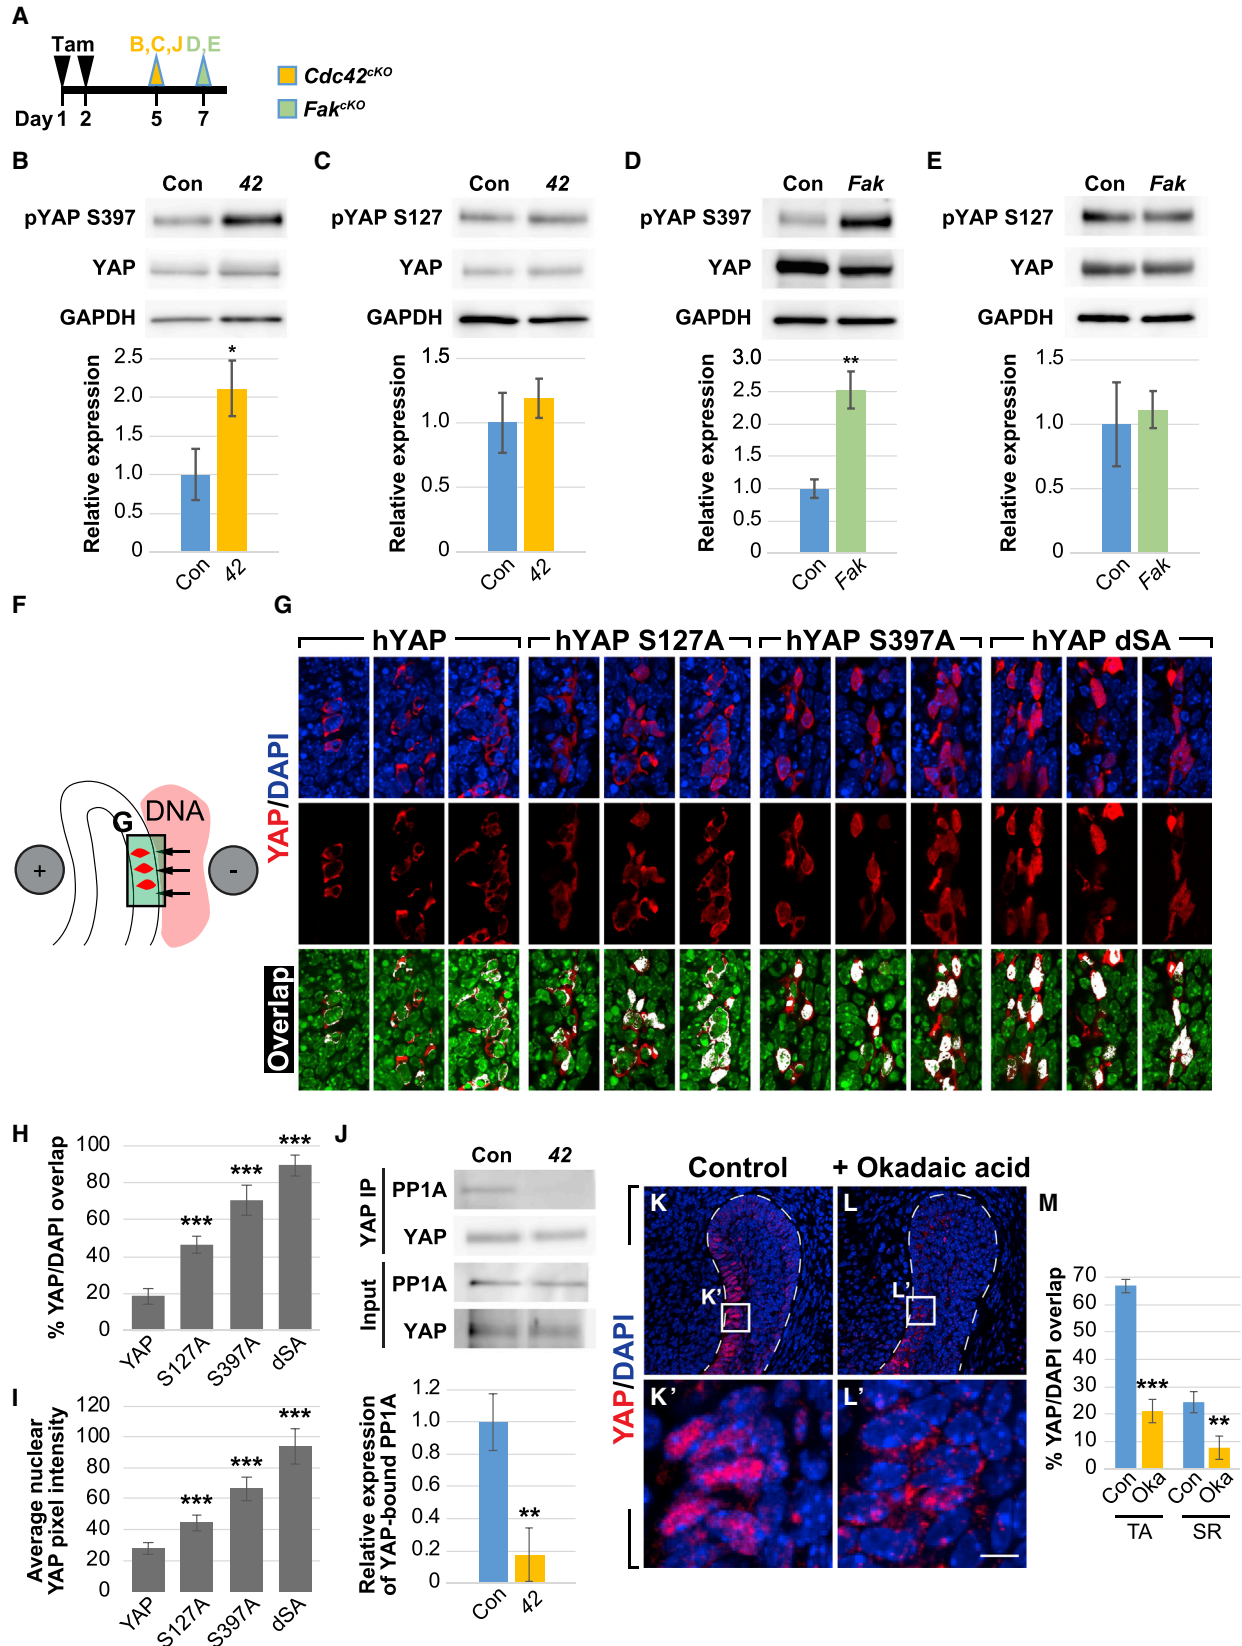 A
Tam
B,C,J D,E
Day 1 2 5 7
Cdc42cKO
FakcKO
B
Con 42
pYAP S397
YAP
GAPDH
Relative expression
2.5
2.0
1.5
1.0
0.5
0
*
Con 42
C
Con 42
pYAP S127
YAP
GAPDH
Relative expression
1.5
1.0
0.5
0
Con 42
D
Con Fak
pYAP S397
YAP
GAPDH
Relative expression
3.0
2.5
2.0
1.5
1.0
0.5
0
**
Con Fak
E
Con Fak
pYAP S127
YAP
GAPDH
Relative expression
1.5
1.0
0.5
0
Con Fak
F
G
DNA
+
-
G
hYAP hYAP S127A hYAP S397A hYAP dSA
YAP/DAPI
Overlap
H
% YAP/DAPI overlap
100
80
60
40
20
0
*** *** ***
YAP S127A S397A dSA
I
Average nuclear
YAP pixel intensity
120
100
80
60
40
20
0
*** *** ***
YAP S127A S397A dSA
J
Con 42
YAP IP
PP1A
YAP
Input
PP1A
YAP
Relative expression
of YAP-bound PP1A
1.2
1.0
0.8
0.6
0.4
0.2
0
**
Con 42
Control + Okadaic acid
YAP/DAPI
K
K'
L
L'
K'
L'
M
% YAP/DAPI overlap
70
60
50
40
30
20
10
0
*** **
Con Oka Con Oka
TA SR